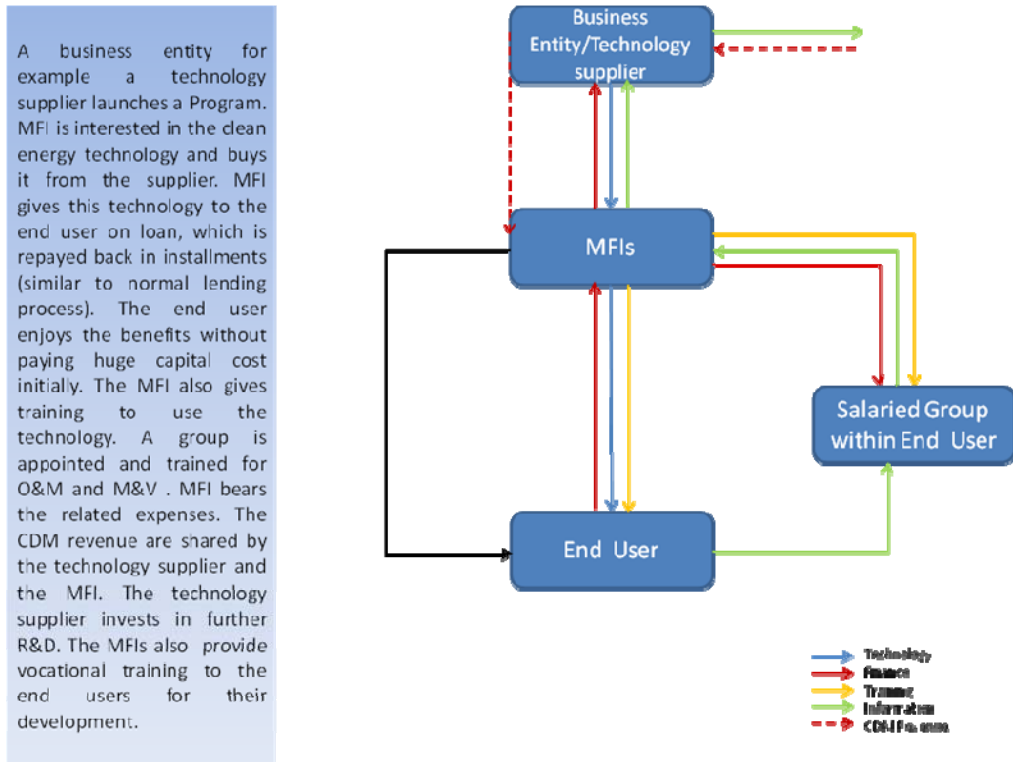 A business entity for
example a technology
supplier launches a Program.
MFI is interested in the clean
energy technology and buys
it from the supplier. MFI
gives this technology to the
end user on loan, which is
repayed back in installments
(similar to normal lending
process). The end user
enjoys the benefits without
paying huge capital cost
initially. The MFI also gives
training to use the
technology. A group is
appointed and trained for
O&M and M&V . MFI bears
the related expenses. The
CDM revenue are shared by
the technology supplier and
the MFI. The technology
supplier invests in further
R&D. The MFIs also provide
vocational training to the
end users for their
development.
Business
Entity/Technology
supplier
MFIs
Salaried Group
within End User
End User
Technology
Finance
Training
Information